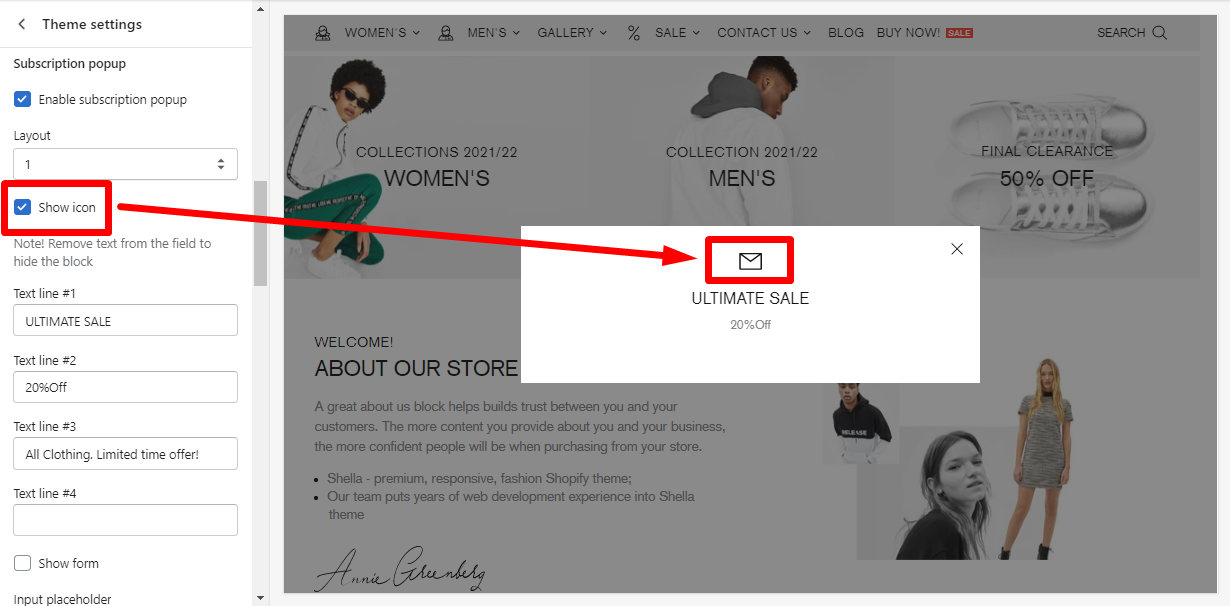 Theme settings
Subscription popup
Enable subscription popup
Layout
1
Show icon
Note! Remove text from the field to
hide the block
Text line #1
ULTIMATE SALE
Text line #2
20%Off
Text line #3
All Clothing. Limited time offer!
Text line #4
Show form
Input placeholder
WOMEN'S MEN'S GALLERY % SALE CONTACT US BLOG BUY NOW! SALE SEARCH
COLLECTIONS 2021/22
WOMEN'S
COLLECTION 2021/22
MEN'S
FINAL CLEARANCE
50% OFF
ULTIMATE SALE
20%Off
WELCOME!
ABOUT OUR STORE
A great about us block helps builds trust between you and your
customers. The more content you provide about you and your business,
the more confident people will be when purchasing from your store.
Shella - premium, responsive, fashion Shopify theme;
Our team puts years of web development experience into Shella
theme
Annie Greenberg
RELEASE